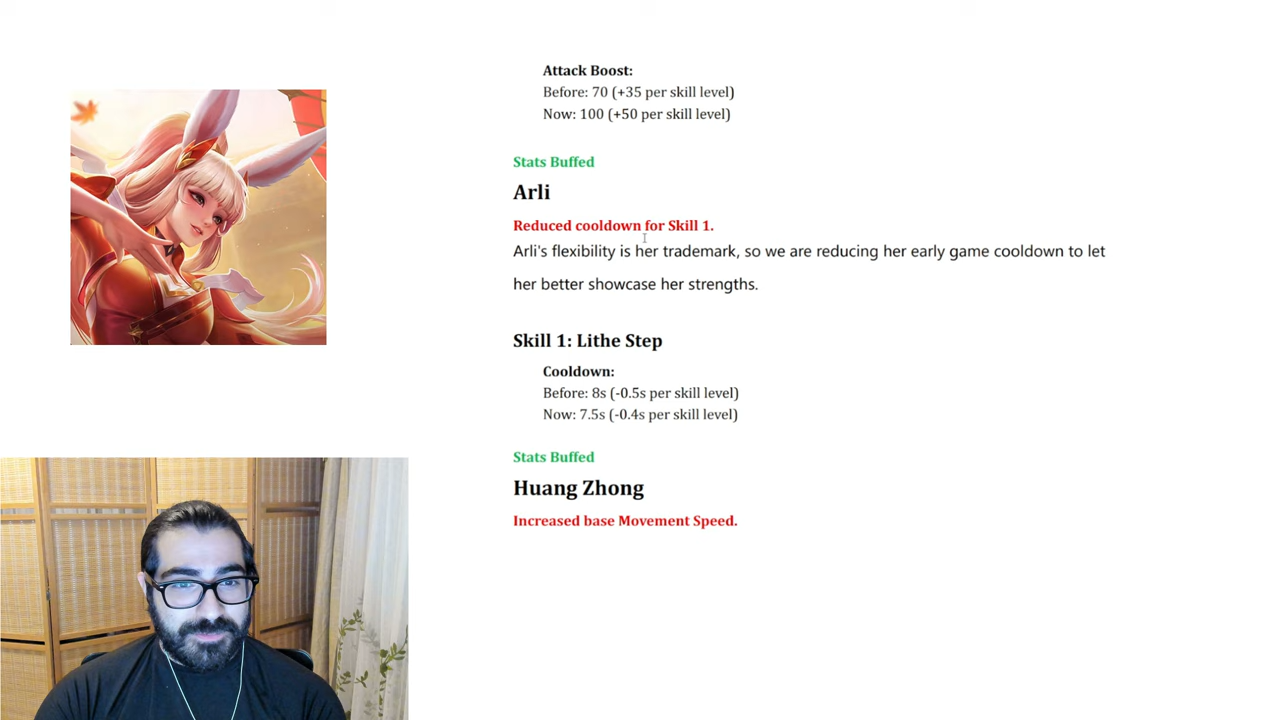 Attack Boost:
Before: 70 (+35 per skill level)
Now: 100 (+50 per skill level)
Stats Buffed
Arli
Reduced cooldown for Skill 1.
Arli's flexibility is her trademark, so we are reducing her early game cooldown to let
her better showcase her strengths.
Skill 1: Lithe Step
Cooldown:
Before: 8s (-0.5s per skill level)
Now: 7.5s (-0.4s per skill level)
Stats Buffed
Huang Zhong
Increased base Movement Speed.